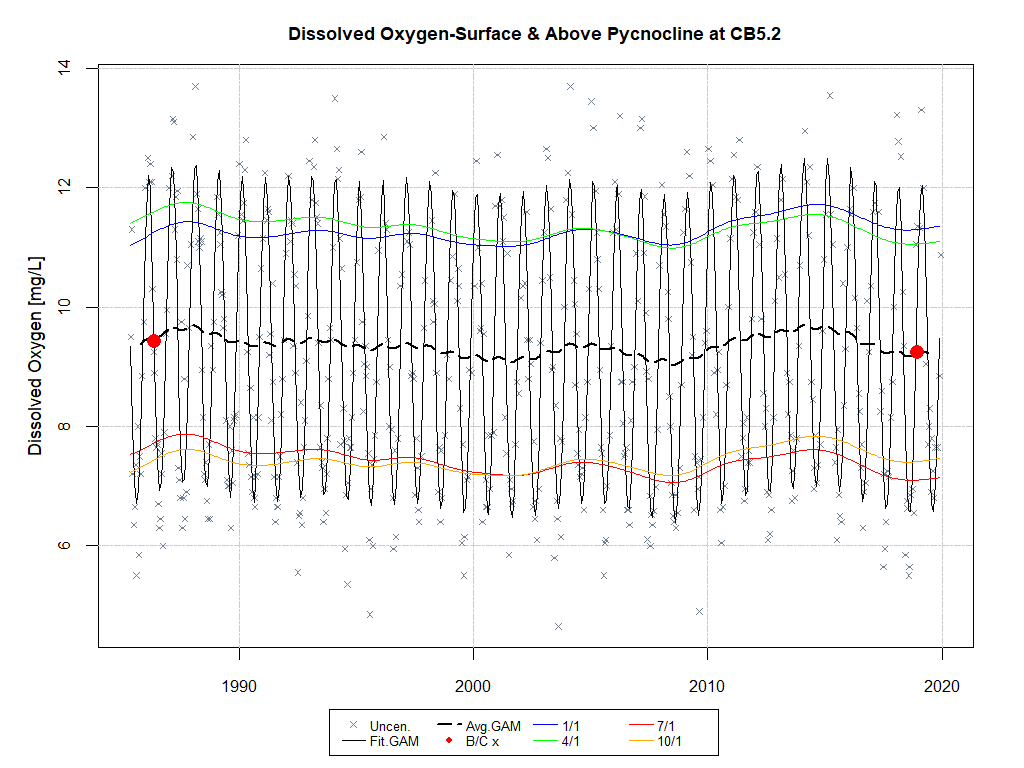 Dissolved Oxygen-Surface & Above Pycnocline at CB5.2
Dissolved Oxygen [mg/L]
14
12
10
8
6
1990 2000 2010 2020
Uncen. Avg.GAM 1/1 7/1
Fit.GAM B/C x 4/1 10/1